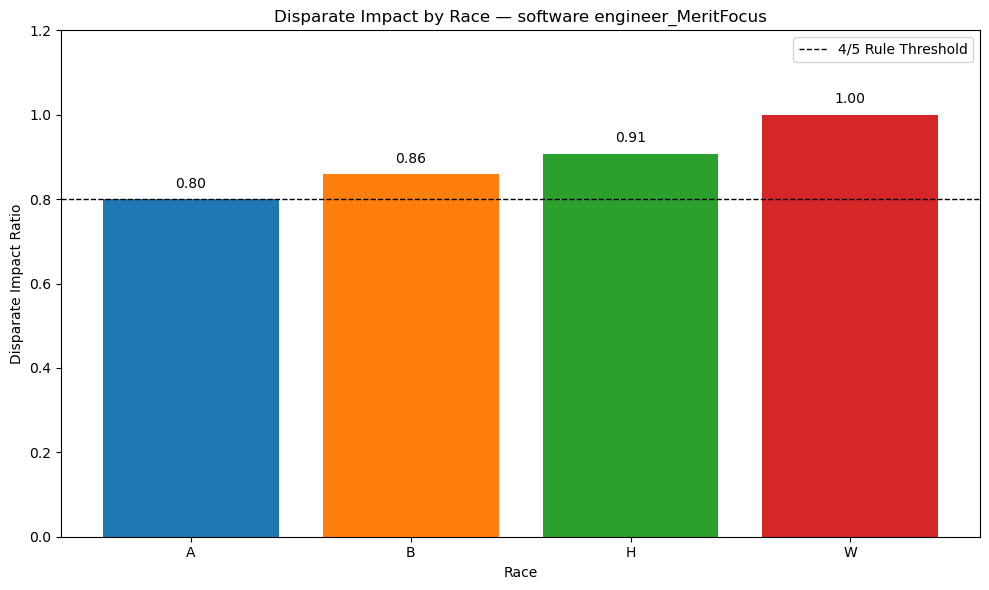 Disparate Impact by Race — software engineer_MeritFocus
1.2
4/5 Rule Threshold
1.00
1.0
0.91
0.86
0.80
0.8
Disparate Impact Ratio
0.6
0.4
0.2
0.0
A B H W
Race